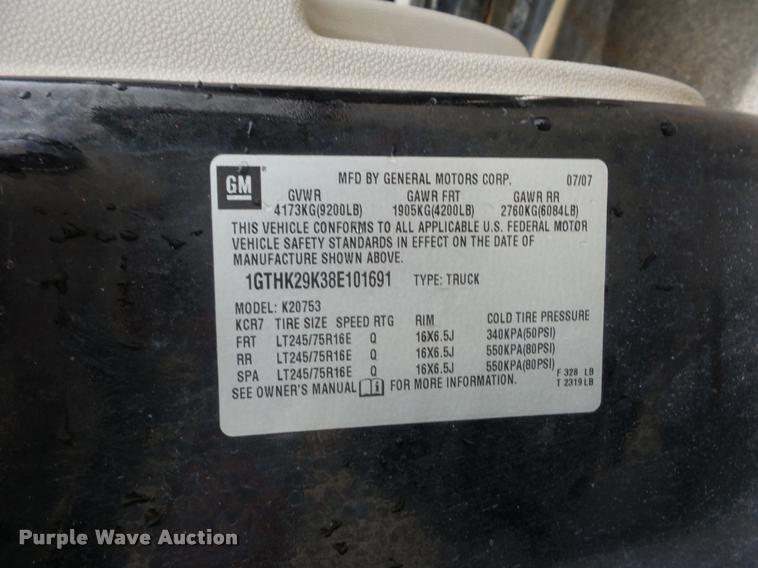 GM
MFD BY GENERAL MOTORS CORP. 07/07
GVWR GAWR FRT GAWR RR
4173KG(9200LB) 1905KG(4200LB) 2760KG(6084LB)
THIS VEHICLE CONFORMS TO ALL APPLICABLE U.S. FEDERAL MOTOR
VEHICLE SAFETY STANDARDS IN EFFECT ON THE DATE OF
MANUFACTURE SHOWN ABOVE.
1GTHK29K38E101691 TYPE: TRUCK
MODEL: K20753
KCR7 TIRE SIZE SPEED RTG RIM COLD TIRE PRESSURE
FRT LT245/75R16E Q 16X6.5J 340KPA(50PSI)
RR LT245/75R16E Q 16X6.5J 550KPA(80PSI)
SPA LT245/75R16E Q 16X6.5J 550KPA(80PSI)
SEE OWNER'S MANUAL FOR MORE INFORMATION.
F 328 LB
T 2319 LB
Purple Wave Auction